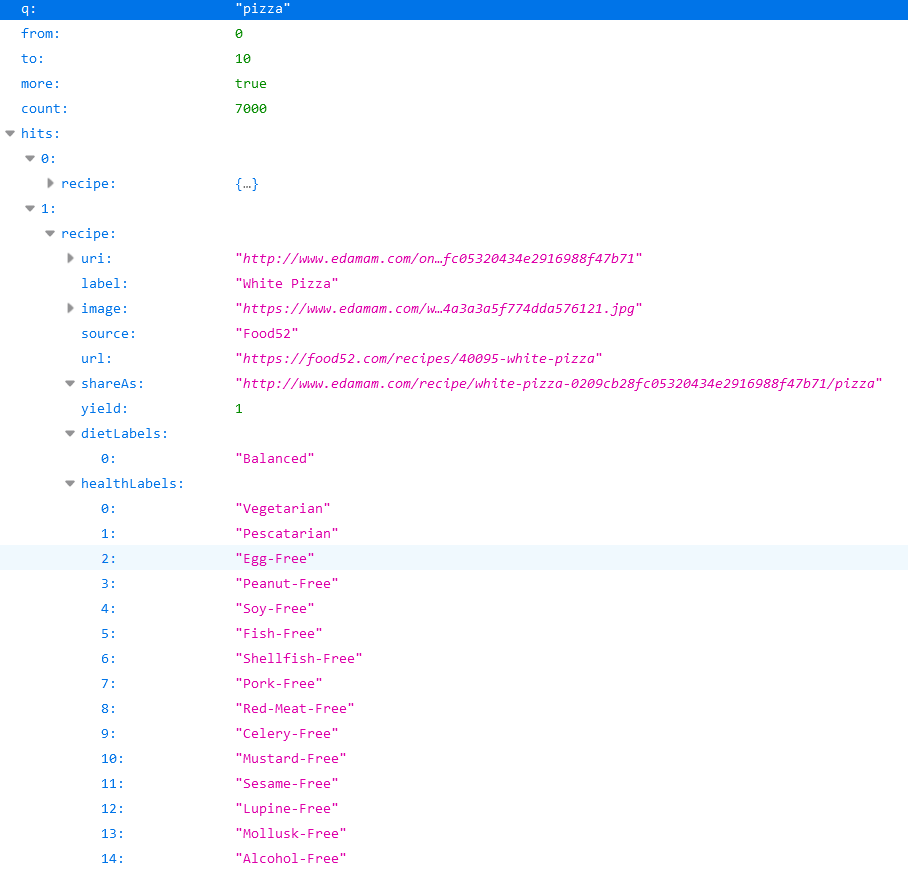 q: "pizza"
from: 0
to: 10
more: true
count: 7000
hits:
0:
recipe: {…}
1:
recipe:
uri: "http://www.edamam.com/on…fc05320434e2916988f47b71"
label: "White Pizza"
image: "https://www.edamam.com/w…4a3a3a5f774dda576121.jpg"
source: "Food52"
url: "https://food52.com/recipes/40095-white-pizza"
shareAs: "http://www.edamam.com/recipe/white-pizza-0209cb28fc05320434e2916988f47b71/pizza"
yield: 1
dietLabels:
0: "Balanced"
healthLabels:
0: "Vegetarian"
1: "Pescatarian"
2: "Egg-Free"
3: "Peanut-Free"
4: "Soy-Free"
5: "Fish-Free"
6: "Shellfish-Free"
7: "Pork-Free"
8: "Red-Meat-Free"
9: "Celery-Free"
10: "Mustard-Free"
11: "Sesame-Free"
12: "Lupine-Free"
13: "Mollusk-Free"
14: "Alcohol-Free"